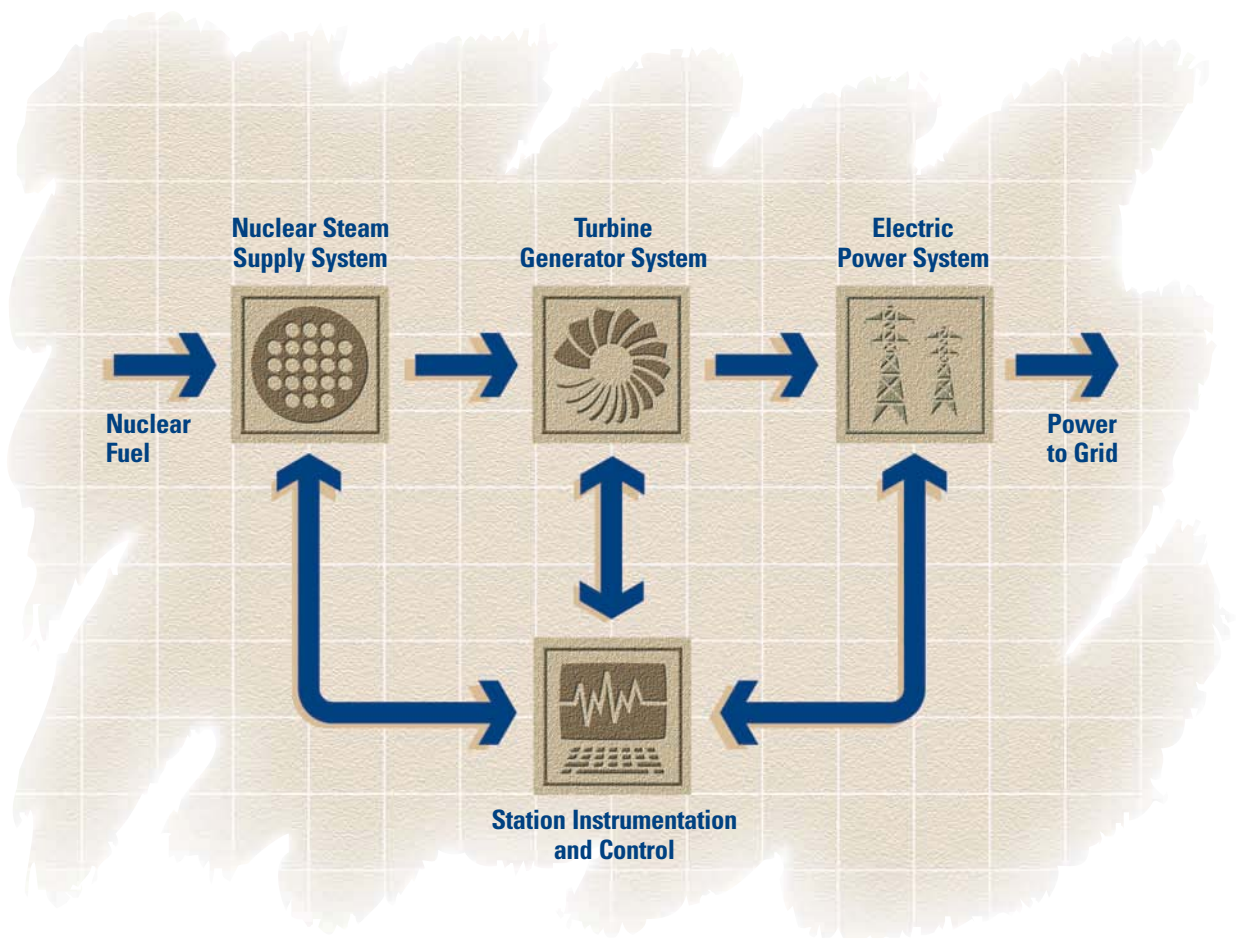 Nuclear Steam
Supply System
Turbine
Generator System
Electric
Power System
Nuclear
Fuel
Power
to Grid
Station Instrumentation
and Control